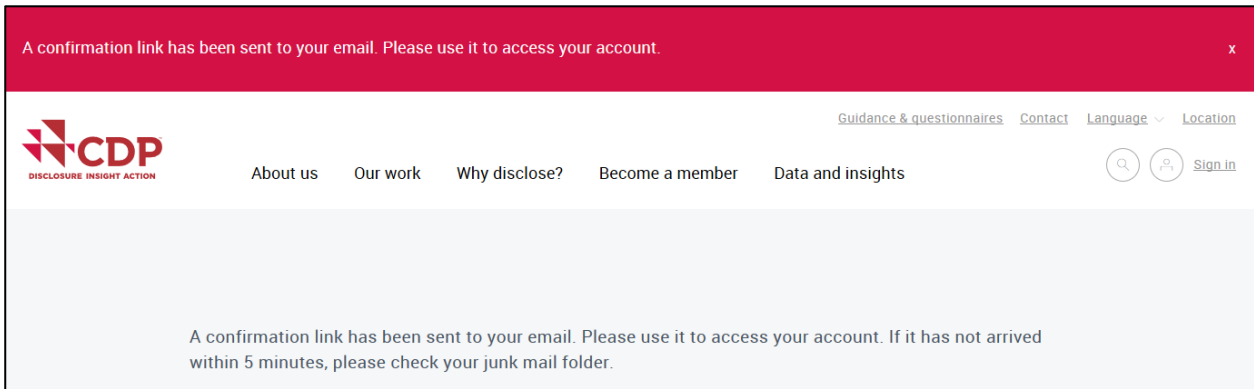 A confirmation link has been sent to your email. Please use it to access your account.
x
Guidance & questionnaires Contact Language Location
CDP
DISCLOSURE INSIGHT ACTION
About us Our work Why disclose? Become a member Data and insights
Sign in
A confirmation link has been sent to your email. Please use it to access your account. If it has not arrived
within 5 minutes, please check your junk mail folder.